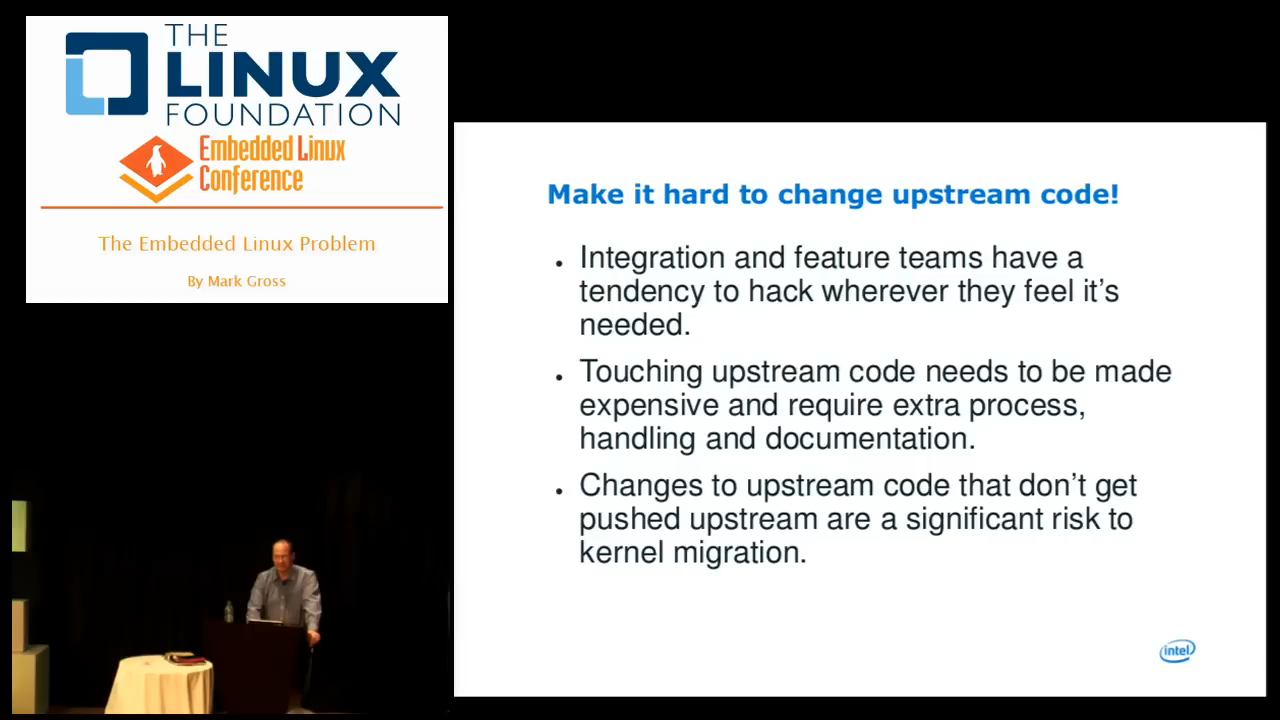 THE
LINUX
FOUNDATION
Embedded Linux
Conference
The Embedded Linux Problem
By Mark Gross
Make it hard to change upstream code!
• Integration and feature teams have a
tendency to hack wherever they feel it's
needed.
• Touching upstream code needs to be made
expensive and require extra process,
handling and documentation.
• Changes to upstream code that don't get
pushed upstream are a significant risk to
kernel migration.
intel